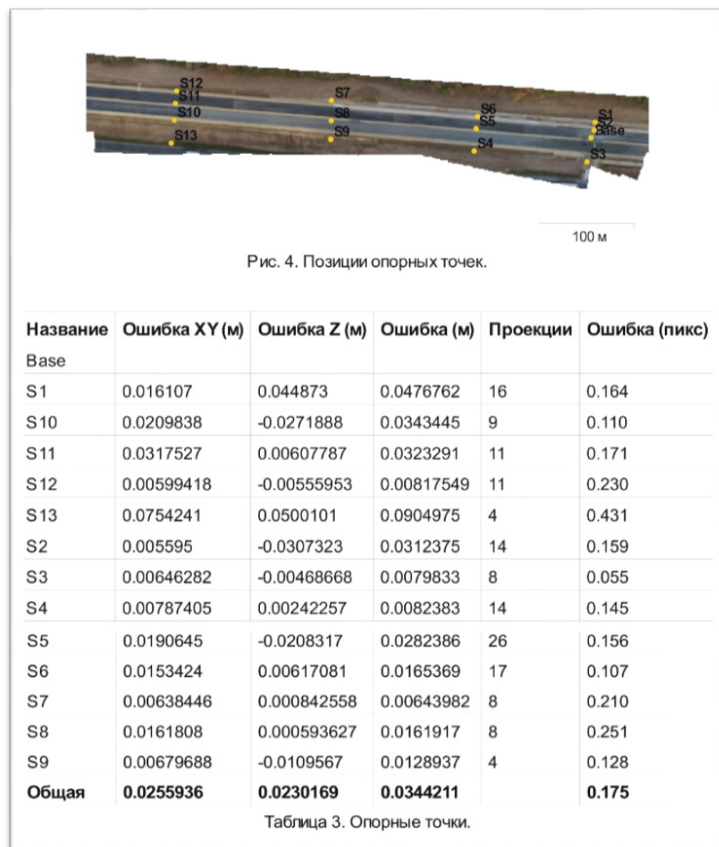 S12
S11
S10
S13
S7
S8
S9
S6
S5
S4
S1
S2
Base
S3
100 м
Рис. 4. Позиции опорных точек.
Название Ошибка XY (м) Ошибка Z (м) Ошибка (м) Проекции Ошибка (пикс)
Base
S1 0.016107 0.044873 0.0476762 16 0.164
S10 0.0209838 -0.0271888 0.0343445 9 0.110
S11 0.0317527 0.00607787 0.0323291 11 0.171
S12 0.00599418 -0.00555953 0.00817549 11 0.230
S13 0.0754241 0.0500101 0.0904975 4 0.431
S2 0.005595 -0.0307323 0.0312375 14 0.159
S3 0.00646282 -0.00468668 0.0079833 8 0.055
S4 0.00787405 0.00242257 0.0082383 14 0.145
S5 0.0190645 -0.0208317 0.0282386 26 0.156
S6 0.0153424 0.00617081 0.0165369 17 0.107
S7 0.00638446 0.000842558 0.00643982 8 0.210
S8 0.0161808 0.000593627 0.0161917 8 0.251
S9 0.00679688 -0.0109567 0.0128937 4 0.128
Общая 0.0255936 0.0230169 0.0344211 0.175
Таблица 3. Опорные точки.